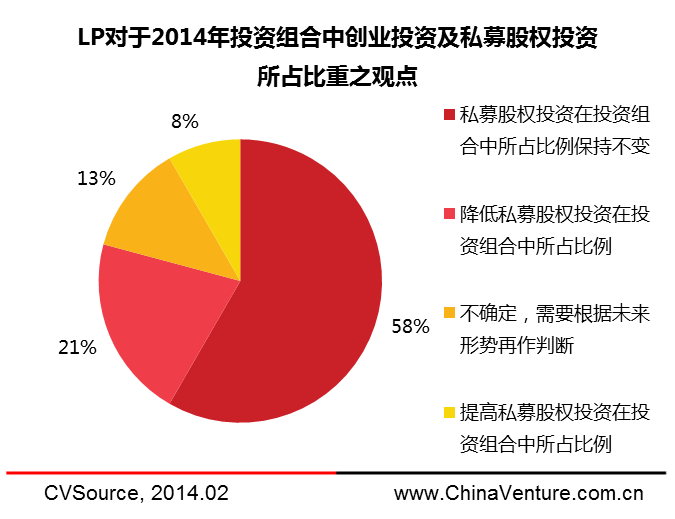 LP对于2014年投资组合中创业投资及私募股权投资
所占比重之观点
8%
13%
21%
58%
私募股权投资在投资组
合中所占比例保持不变
降低私募股权投资在投
资组合中所占比例
不确定，需要根据未来
形势再作判断
提高私募股权投资在投
资组合中所占比例
CVSource, 2014.02
www.ChinaVenture.com.cn